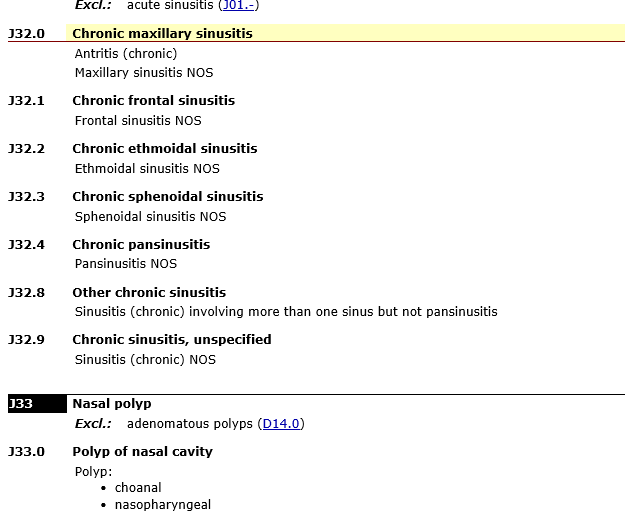 Excl.: acute sinusitis (J01.-)
J32.0 Chronic maxillary sinusitis
Antritis (chronic)
Maxillary sinusitis NOS
J32.1 Chronic frontal sinusitis
Frontal sinusitis NOS
J32.2 Chronic ethmoidal sinusitis
Ethmoidal sinusitis NOS
J32.3 Chronic sphenoidal sinusitis
Sphenoidal sinusitis NOS
J32.4 Chronic pansinusitis
Pansinusitis NOS
J32.8 Other chronic sinusitis
Sinusitis (chronic) involving more than one sinus but not pansinusitis
J32.9 Chronic sinusitis, unspecified
Sinusitis (chronic) NOS
J33 Nasal polyp
Excl.: adenomatous polyps (D14.0)
J33.0 Polyp of nasal cavity
Polyp:
• choanal
• nasopharyngeal